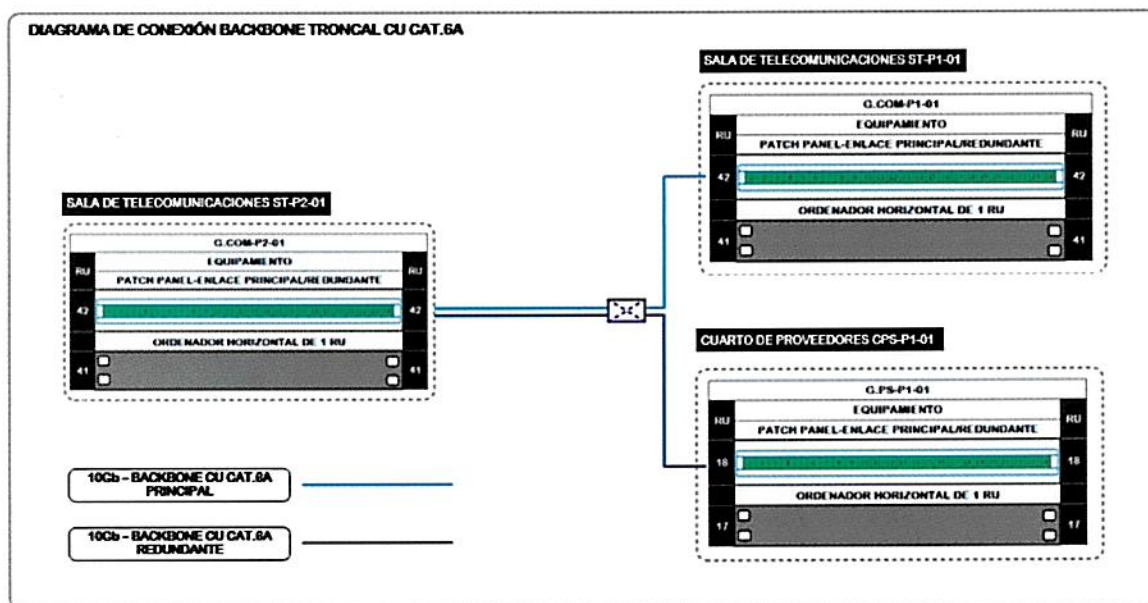 DIAGRAMA DE CONEXIÓN BACKBONE TRONCAL CU CAT.6A
SALA DE TELECOMUNICACIONES ST-P1-01
G.COM-P1-01
RU EQUIPAMIENTO RU
PATCH PANEL-ENLACE PRINCIPAL/REDUNDANTE
42 42
ORDENADOR HORIZONTAL DE 1 RU
41 41
SALA DE TELECOMUNICACIONES ST-P2-01
G.COM-P2-01
RU EQUIPAMIENTO RU
PATCH PANEL-ENLACE PRINCIPAL/REDUNDANTE
42 42
ORDENADOR HORIZONTAL DE 1 RU
41 41
CUARTO DE PROVEEDORES CPS-P1-01
G.PS-P1-01
RU EQUIPAMIENTO RU
PATCH PANEL-ENLACE PRINCIPAL/REDUNDANTE
18 18
ORDENADOR HORIZONTAL DE 1 RU
17 17
10Gb – BACKBONE CU CAT.6A
PRINCIPAL
10Gb – BACKBONE CU CAT.6A
REDUNDANTE